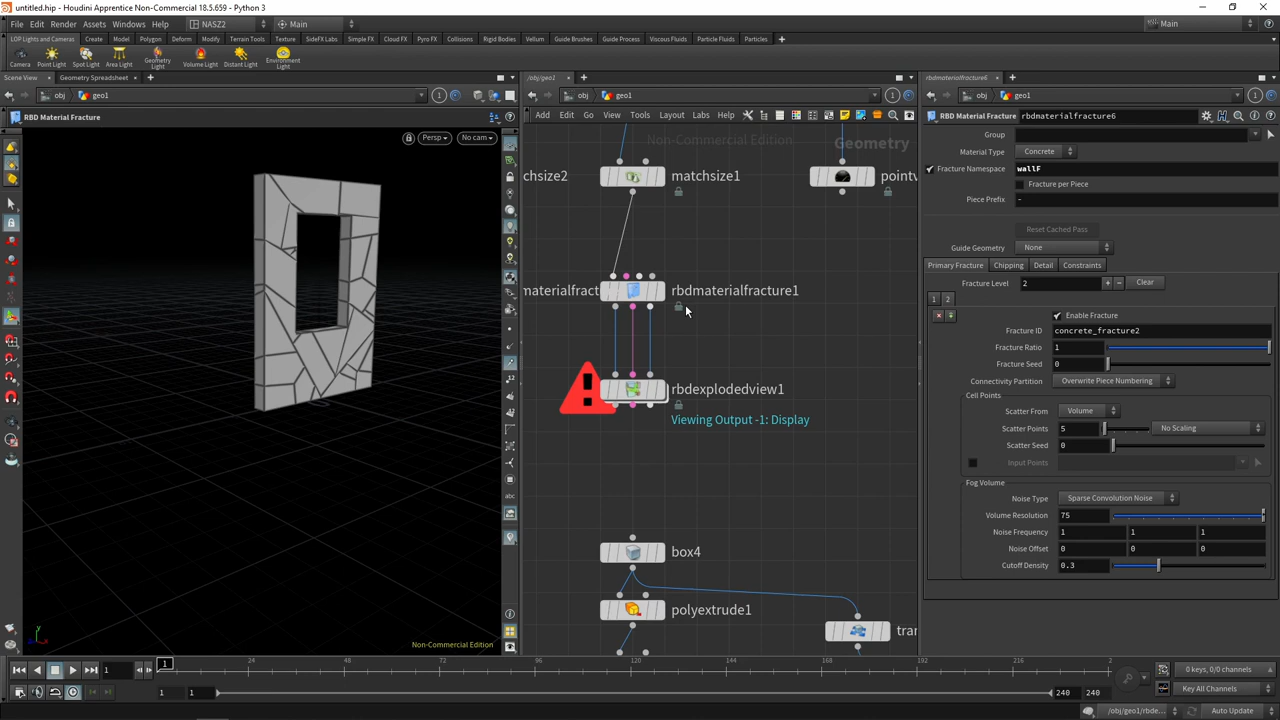 untitled.hip - Houdini Apprentice Non-Commercial 18.5.659 - Python 3
File Edit Render Assets Windows Help NASZ2 Main Main
LOP Lights and Cameras Create Model Polygon Deform Modify Terrain Tools SideFX Labs Simple FX Cloud FX Pyro FX Collisions Rigid Bodies Vellum Guide Brushes Guide Process Viscous Fluids Particle Fluids Particles
Camera Point Light Spot Light Area Light Geometry Light Volume Light Distant Light Environment Light
Scene View Geometry Spreadsheet
obj geo1 1
RBD Material Fracture
Persp No cam
Non-Commercial Edition
/obj/geo1
obj geo1 1
Add Edit Go View Tools Layout Labs Help
Non-Commercial Edition Geometry
chsize2 matchsize1 pointv
materialfract rbdmaterialfracture1
rbdexplodedview1
Viewing Output -1: Display
box4
polyextrude1
tran
rbdmaterialfracture6
obj geo1 1
RBD Material Fracture rbdmaterialfracture6
Group
Material Type Concrete
Fracture Namespace wallF
Fracture per Piece
Piece Prefix -
Reset Cached Pass
Guide Geometry None
Primary Fracture Chipping Detail Constraints
Fracture Level 2 + - Clear
1 2
Enable Fracture
Fracture ID concrete_fracture2
Fracture Ratio 1
Fracture Seed 0
Connectivity Partition Overwrite Piece Numbering
Cell Points
Scatter From Volume
Scatter Points 5 No Scaling
Scatter Seed 0
Input Points
Fog Volume
Noise Type Sparse Convolution Noise
Volume Resolution 75
Noise Frequency 1 1 1
Noise Offset 0 0 0
Cutoff Density 0.3
1 1 24 48 72 96 120 144 168 192 216 2
0 keys, 0/0 channels
1 1 240 240 Key All Channels
/obj/geo1/rbde... Auto Update